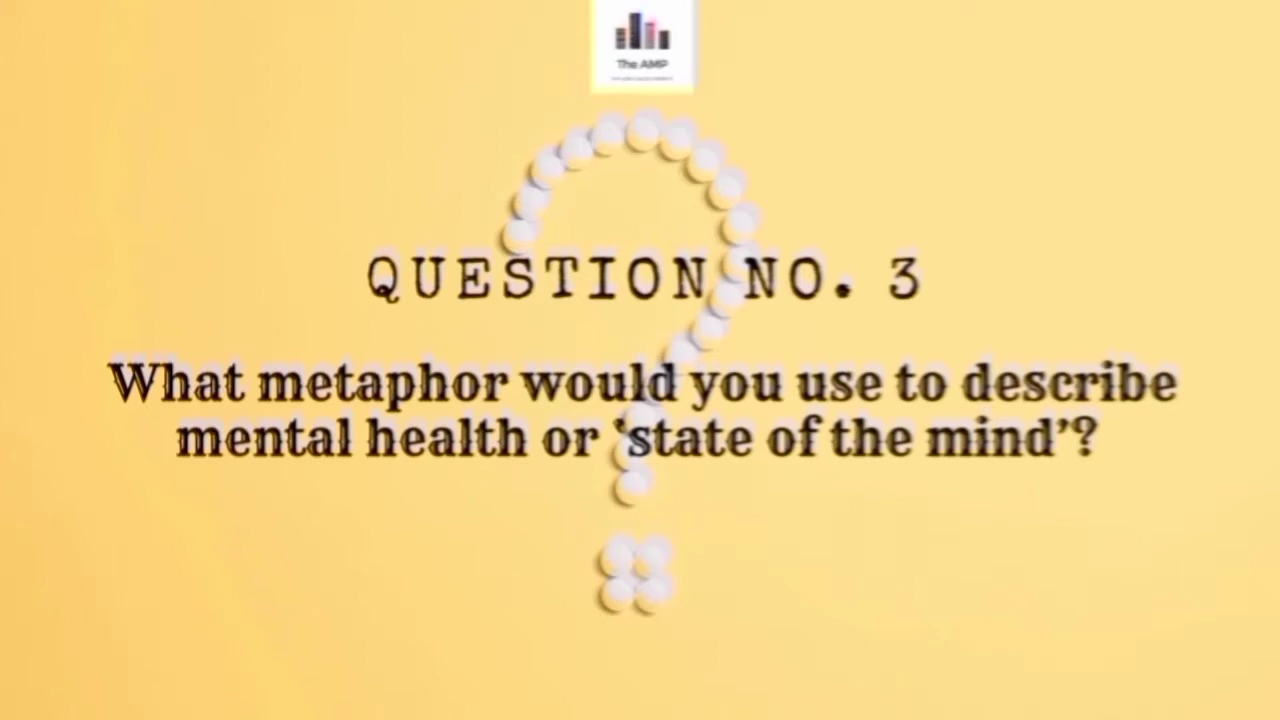 The AMP
QUESTION NO. 3
What metaphor would you use to describe
mental health or ‘state of the mind’?